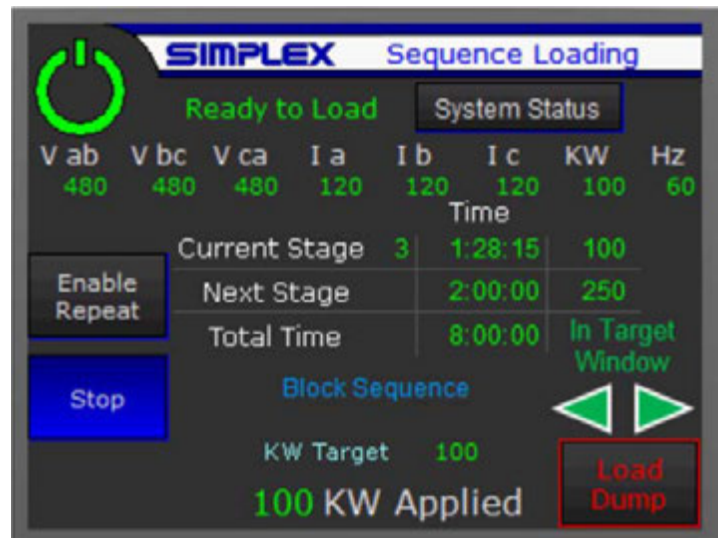 SIMPLEX Sequence Loading
Ready to Load System Status
V ab V bc V ca I a I b I c KW Hz
480 480 480 120 120 120 100 60
Time
Current Stage 3 1:28:15 100
Enable Repeat
Next Stage 2:00:00 250
Total Time 8:00:00
In Target
Window
Stop
Block Sequence
KW Target 100
100 KW Applied
Load
Dump